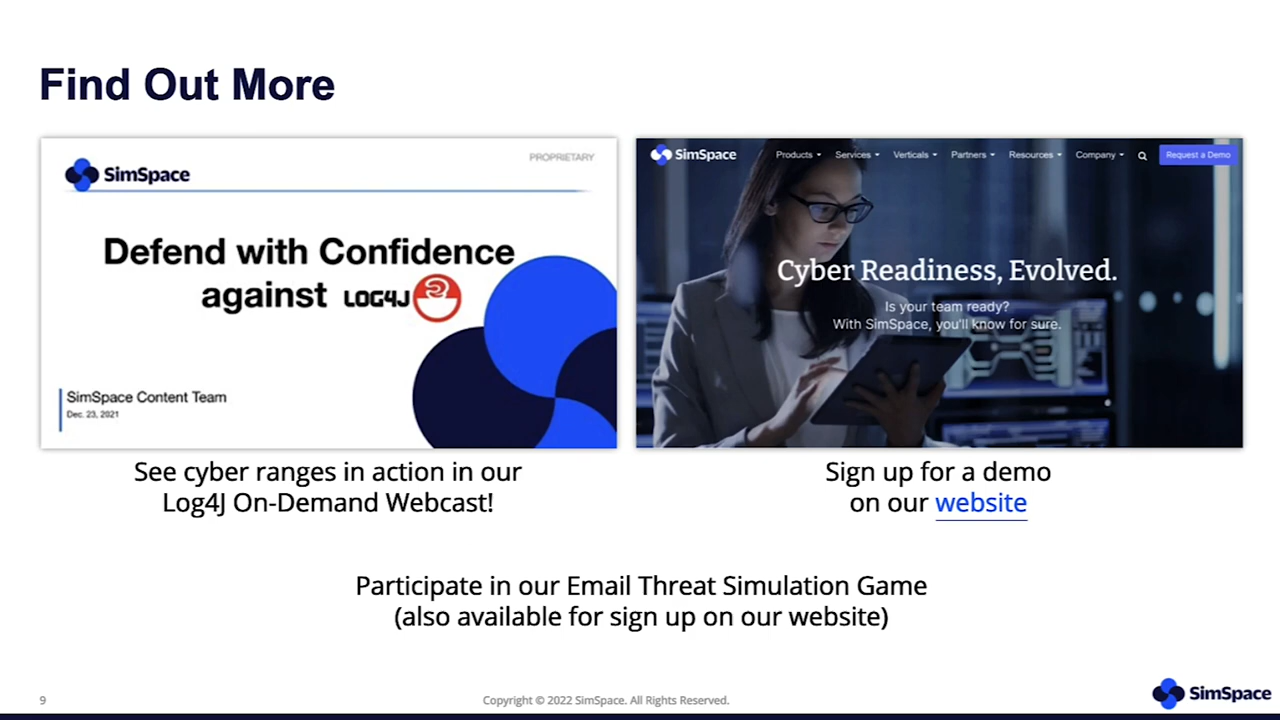 Find Out More
PROPRIETARY
SimSpace
Defend with Confidence
against LOG4J
SimSpace Content Team
Dec. 23, 2021
SimSpace
Products Services Verticals Partners Resources Company Request a Demo
Cyber Readiness, Evolved.
Is your team ready?
With SimSpace, you'll know for sure.
See cyber ranges in action in our
Log4J On-Demand Webcast!
Sign up for a demo
on our website
Participate in our Email Threat Simulation Game
(also available for sign up on our website)
9
Copyright © 2022 SimSpace. All Rights Reserved.
SimSpace